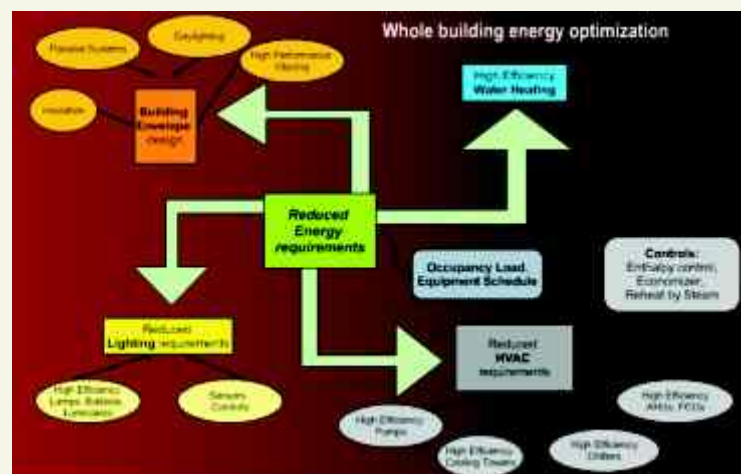 Whole building energy optimization
Passive Systems
Daylighting
High Performance
Insulation
Building
Envelope
design
High Efficiency
Water Heating
Reduced
Energy
requirements
Occupancy Load,
Equipment Schedule
Controls:
Enthalpy control,
Economizer,
Reheat by Steam
Reduced
Lighting requirements
Reduced
HVAC
requirements
High Efficiency
Lamps, Ballasts,
Luminaires
Sensors
Controls
High Efficiency
Pumps
High Efficiency
Cooling Towers
High Efficiency
Chillers
High Efficiency
AHUs, FCUs